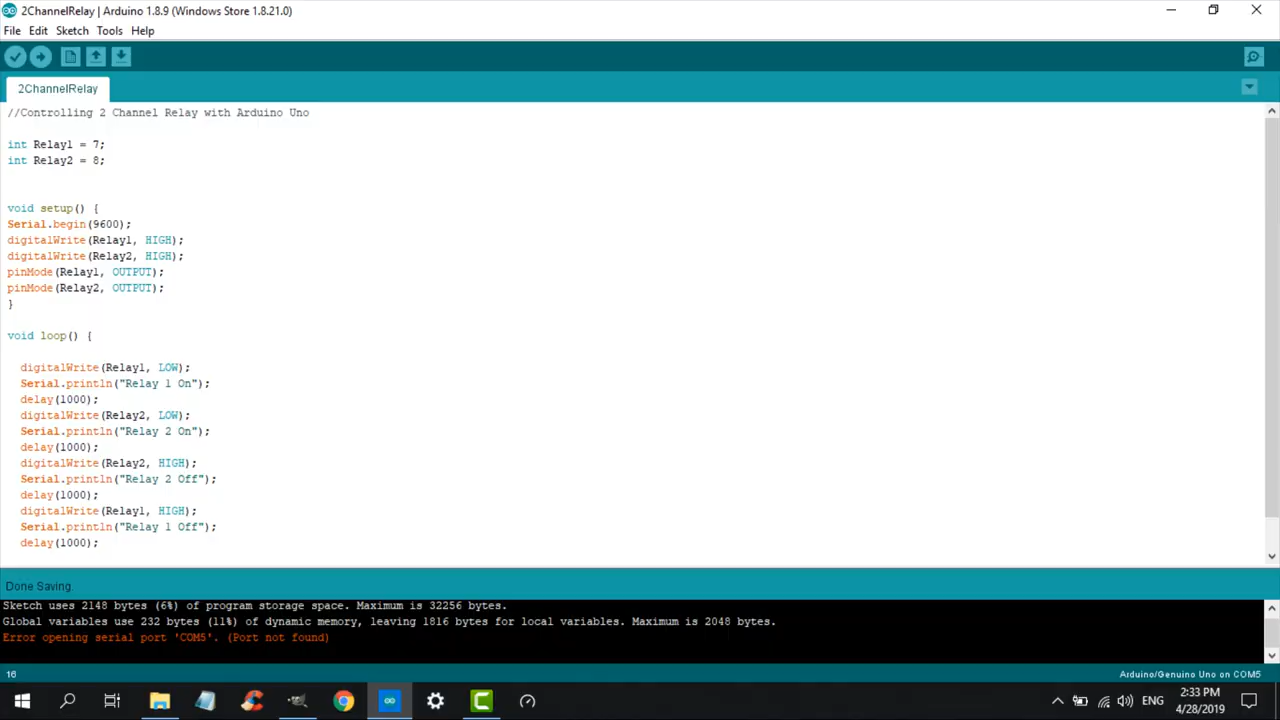 2ChannelRelay | Arduino 1.8.9 (Windows Store 1.8.21.0)
File Edit Sketch Tools Help
2ChannelRelay
//Controlling 2 Channel Relay with Arduino Uno
int Relay1 = 7;
int Relay2 = 8;
void setup() {
Serial.begin(9600);
digitalWrite(Relay1, HIGH);
digitalWrite(Relay2, HIGH);
pinMode(Relay1, OUTPUT);
pinMode(Relay2, OUTPUT);
}
void loop() {
digitalWrite(Relay1, LOW);
Serial.println("Relay 1 On");
delay(1000);
digitalWrite(Relay2, LOW);
Serial.println("Relay 2 On");
delay(1000);
digitalWrite(Relay2, HIGH);
Serial.println("Relay 2 Off");
delay(1000);
digitalWrite(Relay1, HIGH);
Serial.println("Relay 1 Off");
delay(1000);
Done Saving.
Sketch uses 2148 bytes (6%) of program storage space. Maximum is 32256 bytes.
Global variables use 232 bytes (11%) of dynamic memory, leaving 1816 bytes for local variables. Maximum is 2048 bytes.
Error opening serial port 'COM5'. (Port not found)
16 Arduino/Genuino Uno on COM5
ENG
2:33 PM
4/28/2019